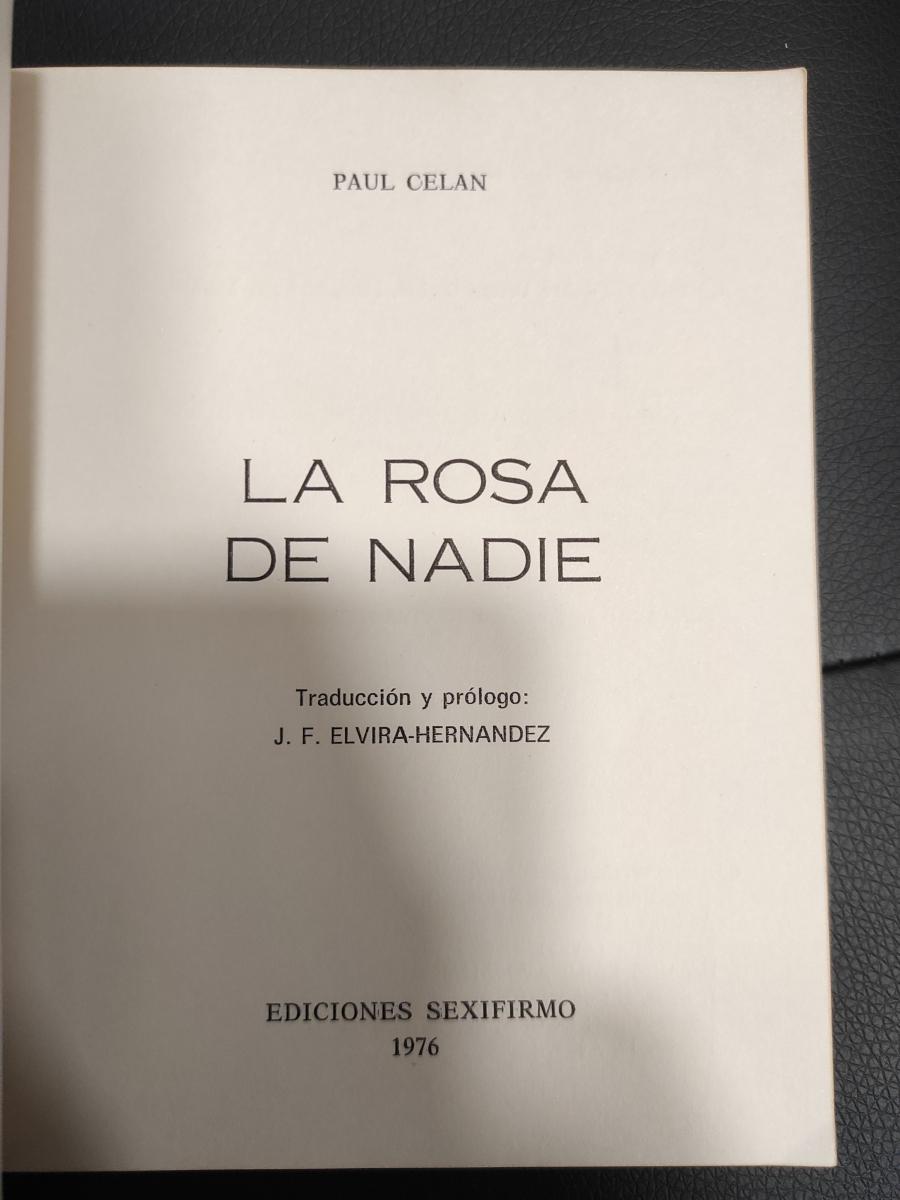 PAUL CELAN
LA ROSA
DE NADIE
Traducción y prólogo:
J. F. ELVIRA-HERNANDEZ
EDICIONES SEXIFIRMO
1976